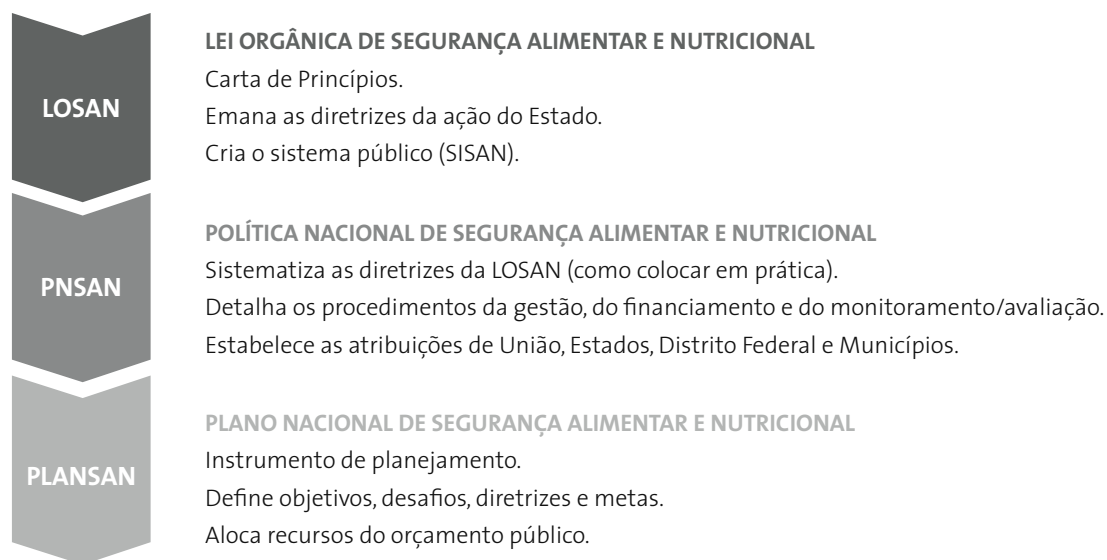 LOSAN
LEI ORGÂNICA DE SEGURANÇA ALIMENTAR E NUTRICIONAL
Carta de Princípios.
Emana as diretrizes da ação do Estado.
Cria o sistema público (SISAN).
PNSAN
POLÍTICA NACIONAL DE SEGURANÇA ALIMENTAR E NUTRICIONAL
Sistematiza as diretrizes da LOSAN (como colocar em prática).
Detalha os procedimentos da gestão, do financiamento e do monitoramento/avaliação.
Estabelece as atribuições de União, Estados, Distrito Federal e Municípios.
PLANSAN
PLANO NACIONAL DE SEGURANÇA ALIMENTAR E NUTRICIONAL
Instrumento de planejamento.
Define objetivos, desafios, diretrizes e metas.
Aloca recursos do orçamento público.